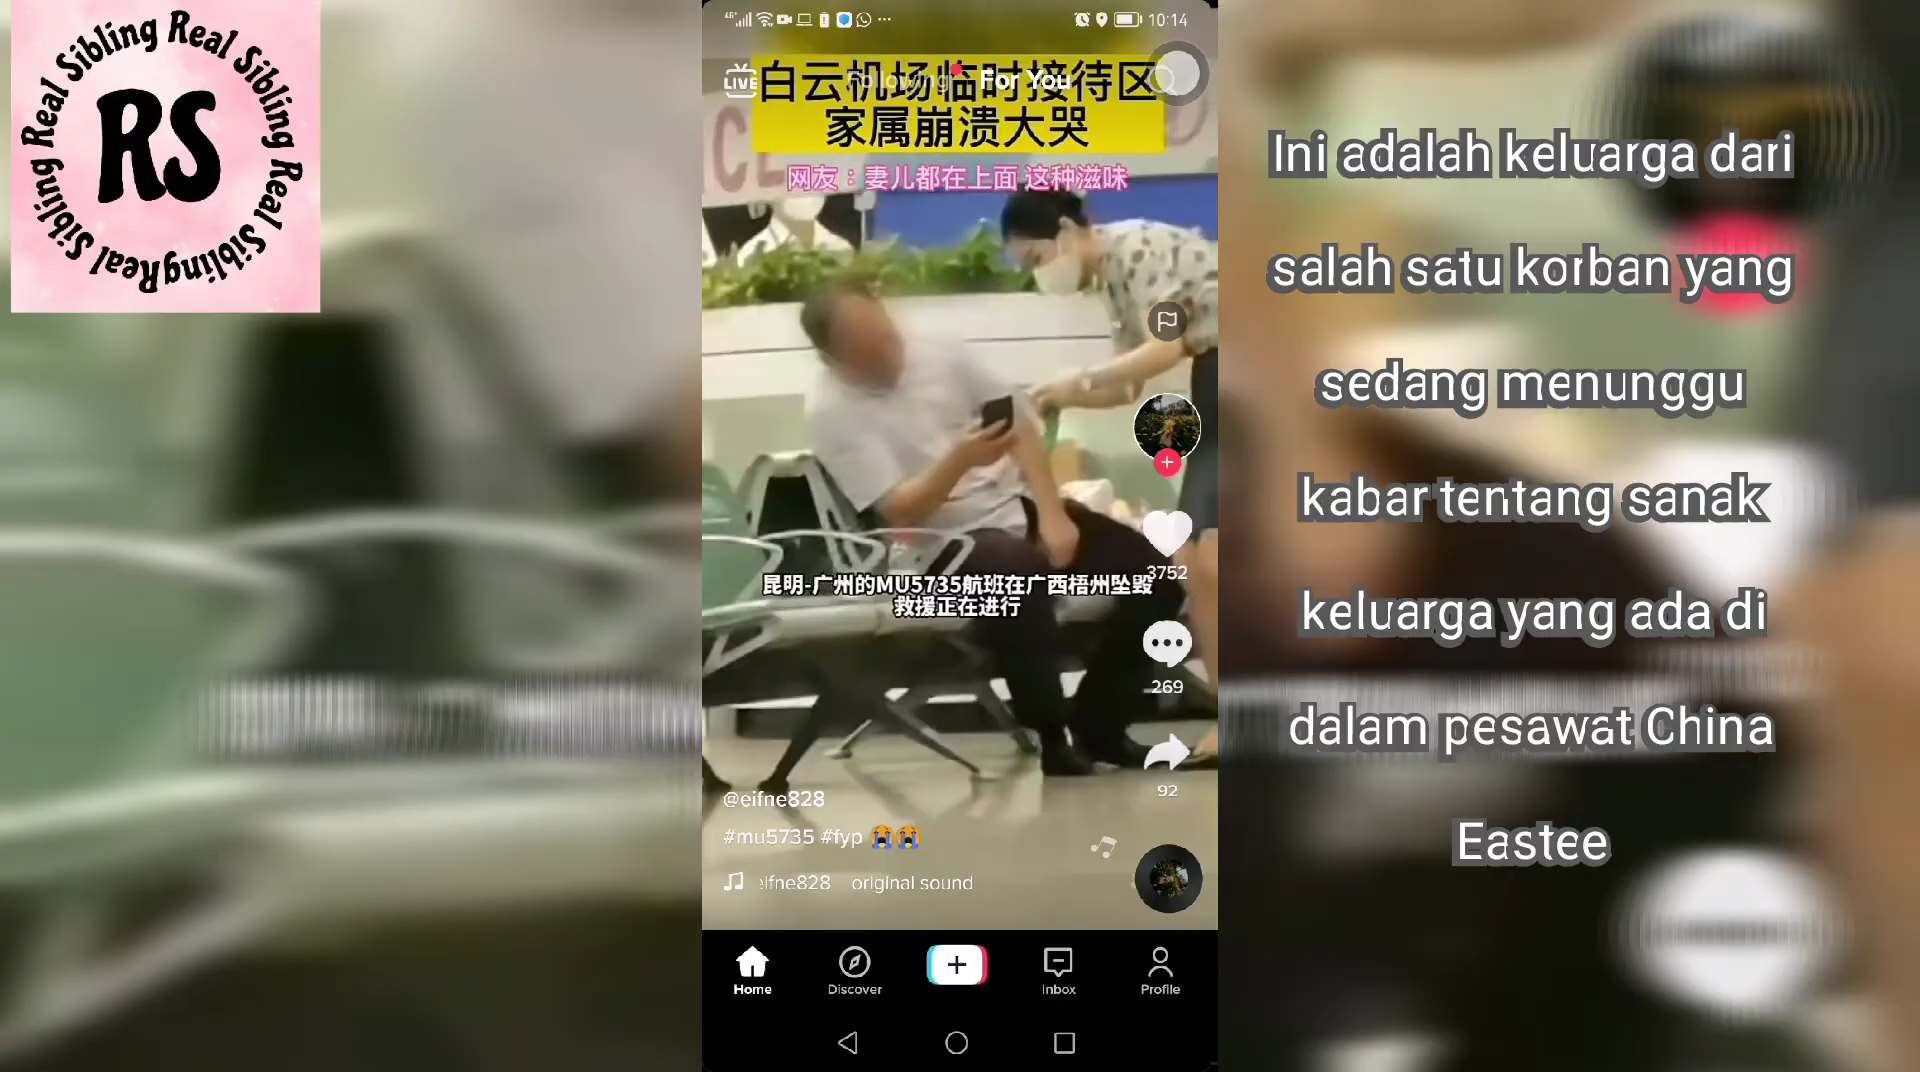 Real Sibling Real Sibling Real Sibling Real Sibling
RS
10:14
LIVE
Following
For You
白云机场临时接待区
家属崩溃大哭
网友：妻儿都在上面 这种滋味
昆明-广州的MU5735航班在广西梧州坠毁
救援正在进行
3752
269
92
@eifne828
#mu5735 #fyp 😭😭
eifne828 original sound
Home
Discover
Inbox
Profile
Ini adalah keluarga dari
salah satu korban yang
sedang menunggu
kabar tentang sanak
keluarga yang ada di
dalam pesawat China
Eastee